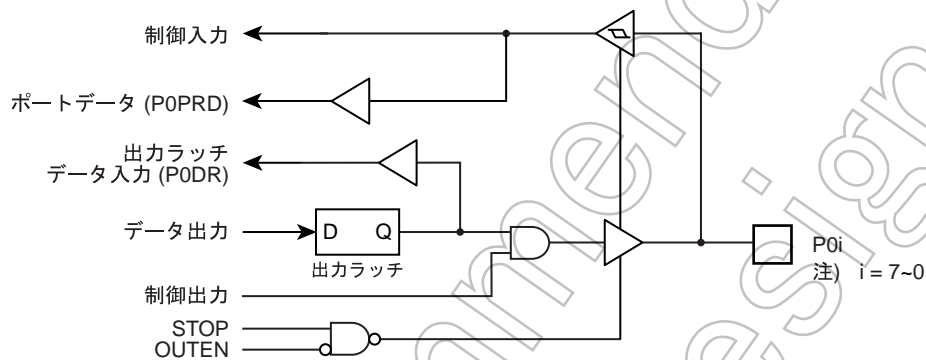 制御入力
ポートデータ (P0PRD)
出力ラッチ
データ入力 (P0DR)
データ出力
D Q
出力ラッチ
制御出力
STOP
OUTEN
P0i
注) i = 7~0